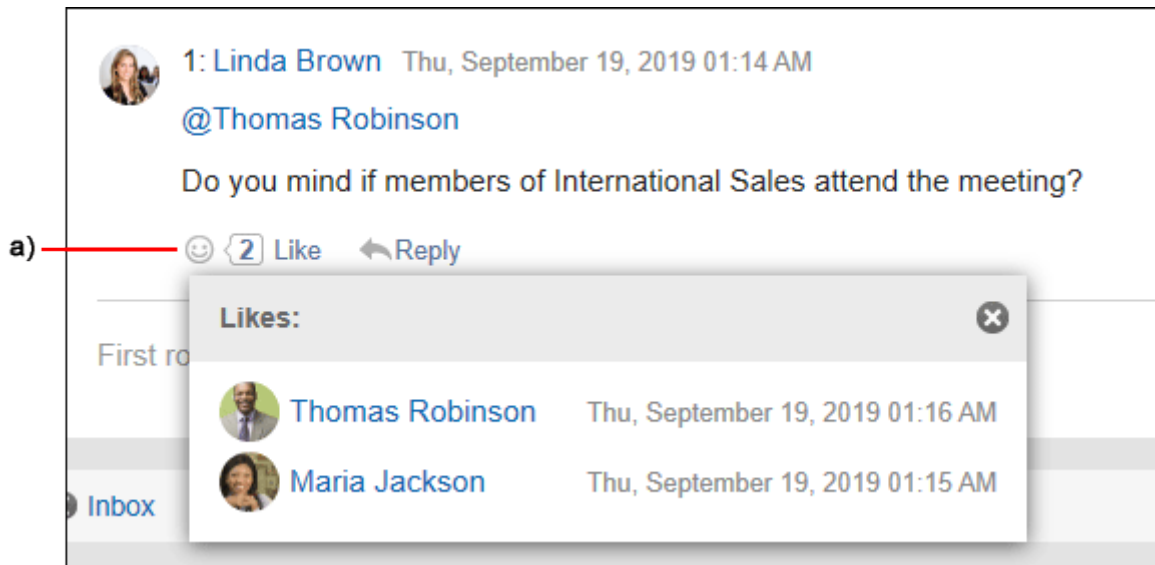 1: Linda Brown Thu, September 19, 2019 01:14 AM
@Thomas Robinson
Do you mind if members of International Sales attend the meeting?
a) 2 Like Reply
Likes:
First
Thomas Robinson Thu, September 19, 2019 01:16 AM
Maria Jackson Thu, September 19, 2019 01:15 AM
Inbox